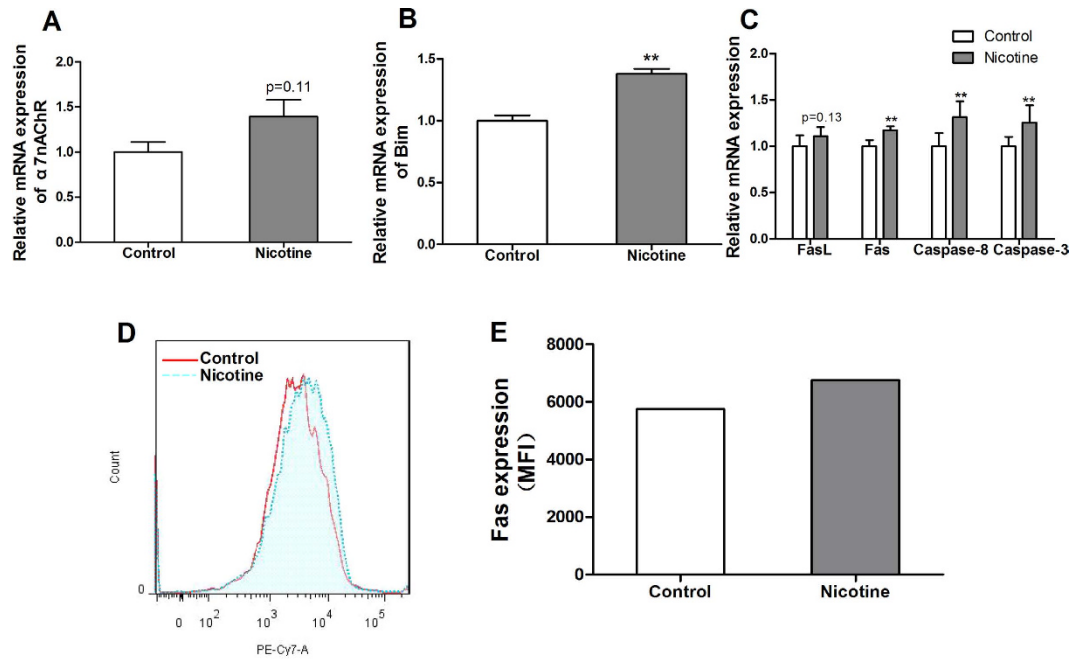 A
Relative mRNA expression
of α7nAChR
2.0
1.5
1.0
0.5
0.0
p=0.11
Control
Nicotine
B
Relative mRNA expression
of Bim
1.5
1.0
0.5
0.0
**
Control
Nicotine
C
Control
Nicotine
Relative mRNA expression
2.0
1.5
1.0
0.5
0.0
p=0.13
**
**
**
FasL
Fas
Caspase-8
Caspase-3
D
Control
Nicotine
Count
0
0
10²
10³
10⁴
10⁵
PE-Cy7-A
E
Fas expression
(MFI)
8000
6000
4000
2000
0
Control
Nicotine